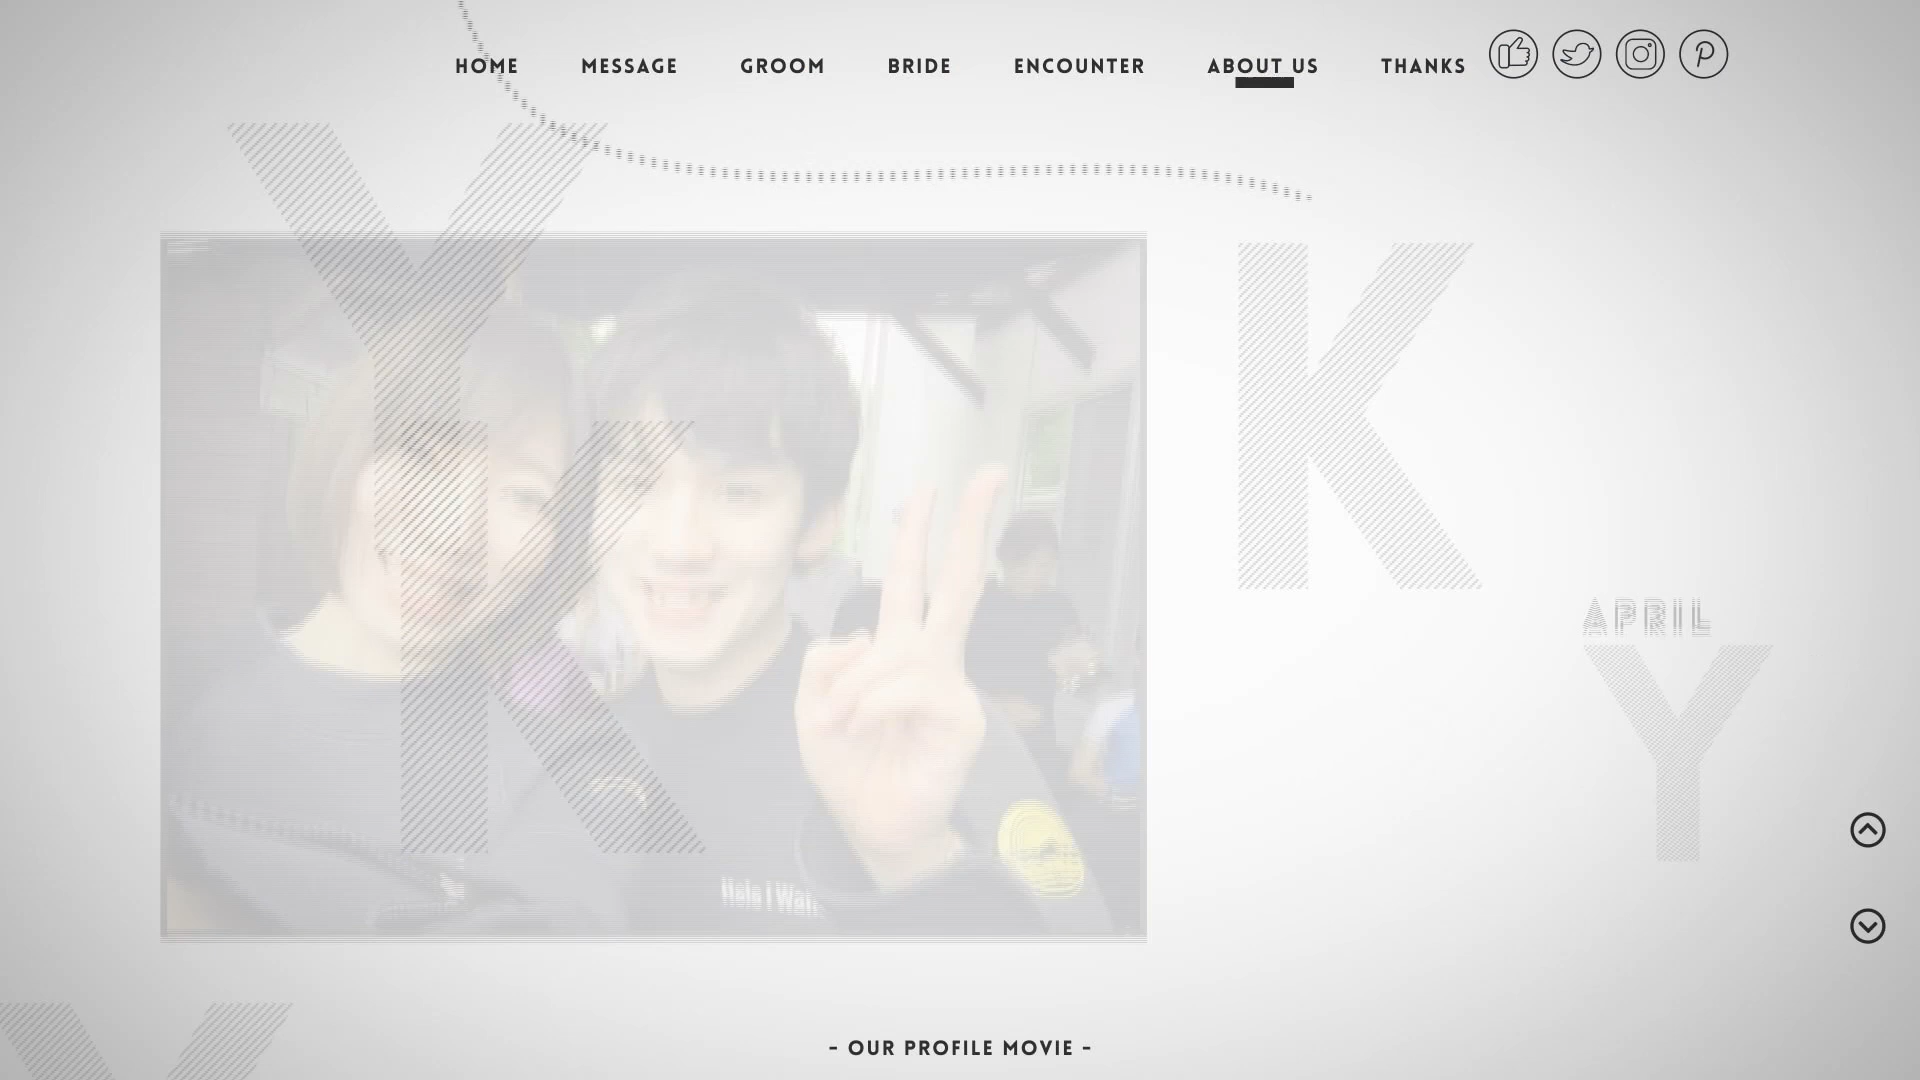 HOME MESSAGE GROOM BRIDE ENCOUNTER ABOUT US THANKS
Y
K
K
APRIL
Y
Y
- OUR PROFILE MOVIE -